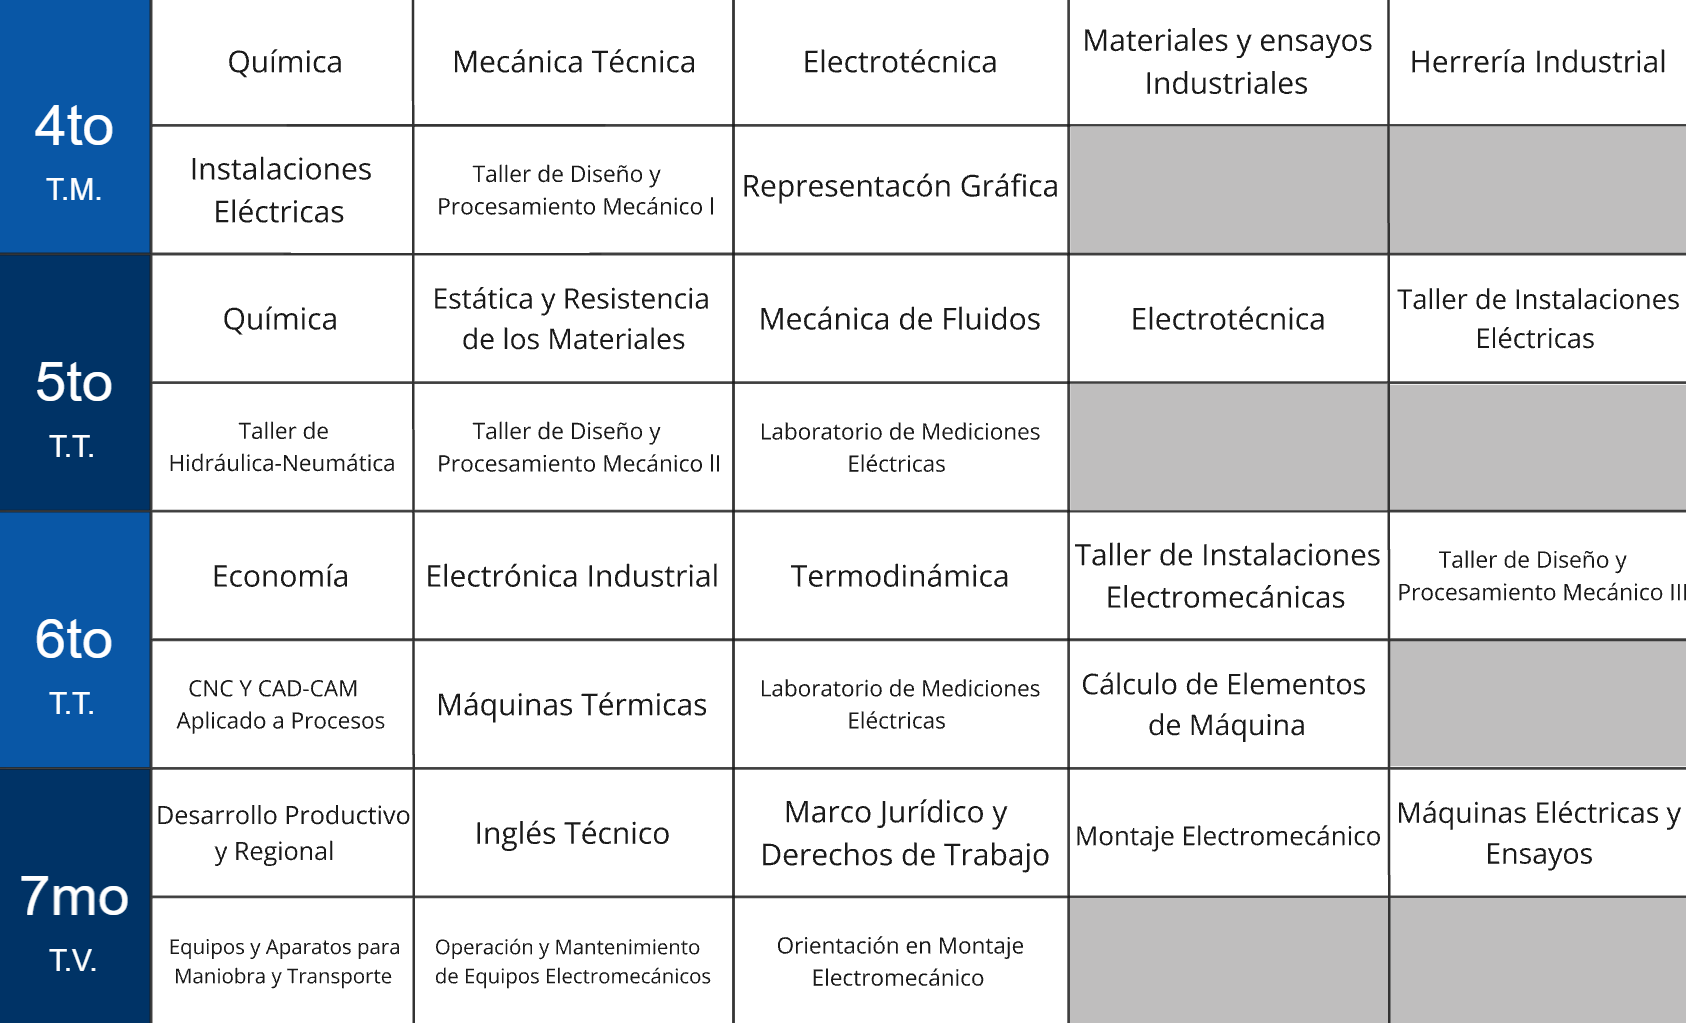 4to
T.M.
Química
Mecánica Técnica
Electrotécnica
Materiales y ensayos
Industriales
Herrería Industrial
Instalaciones
Eléctricas
Taller de Diseño y
Procesamiento Mecánico l
Representacón Gráfica
5to
T.T.
Química
Estática y Resistencia
de los Materiales
Mecánica de Fluidos
Electrotécnica
Taller de Instalaciones
Eléctricas
Taller de
Hidráulica-Neumática
Taller de Diseño y
Procesamiento Mecánico ll
Laboratorio de Mediciones
Eléctricas
6to
T.T.
Economía
Electrónica Industrial
Termodinámica
Taller de Instalaciones
Electromecánicas
Taller de Diseño y
Procesamiento Mecánico III
CNC Y CAD-CAM
Aplicado a Procesos
Máquinas Térmicas
Laboratorio de Mediciones
Eléctricas
Cálculo de Elementos
de Máquina
7mo
T.V.
Desarrollo Productivo
y Regional
Inglés Técnico
Marco Jurídico y
Derechos de Trabajo
Montaje Electromecánico
Máquinas Eléctricas y
Ensayos
Equipos y Aparatos para
Maniobra y Transporte
Operación y Mantenimiento
de Equipos Electromecánicos
Orientación en Montaje
Electromecánico